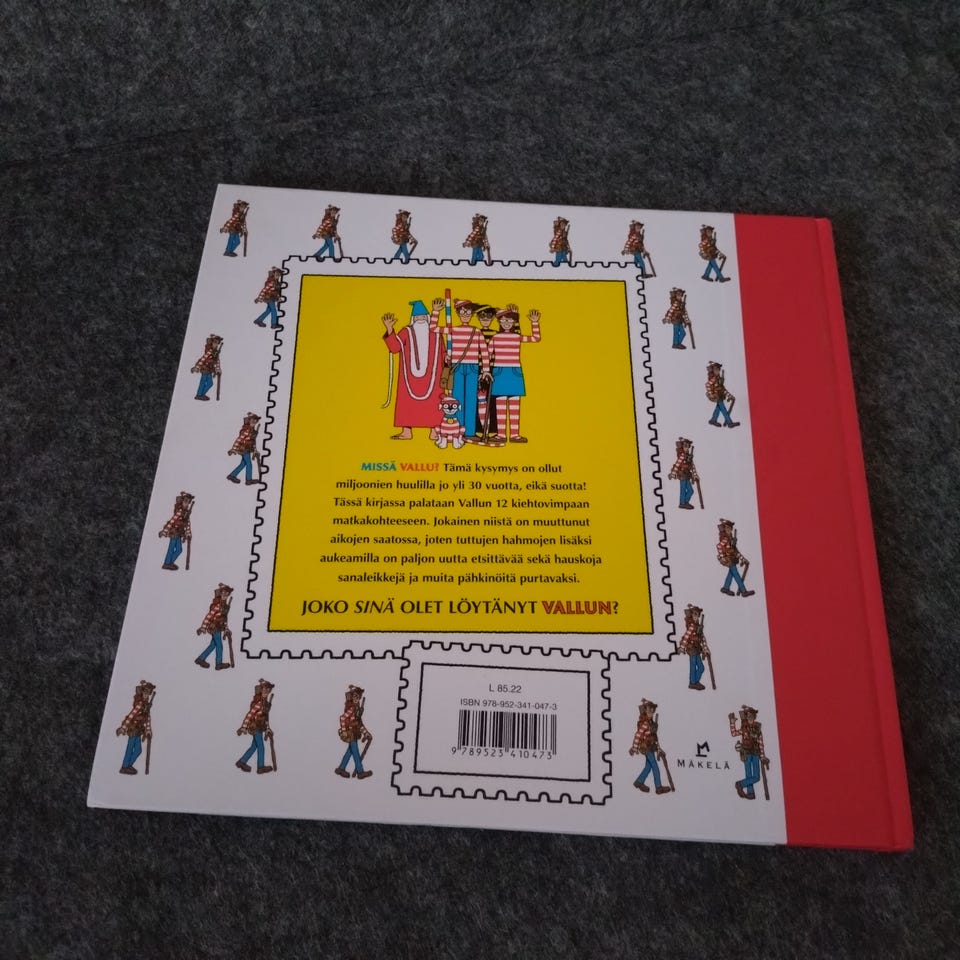 MISSÄ VALLU? Tämä kysymys on ollut
miljoonien huulilla jo yli 30 vuotta, eikä suotta!
Tässä kirjassa palataan Vallun 12 kiehtovimpaan
matkakohteeseen. Jokainen niistä on muuttunut
aikojen saatossa, joten tuttujen hahmojen lisäksi
aukeamilla on paljon uutta etsittävää sekä hauskoja
sanaleikkejä ja muita pähkinöitä purtavaksi.
JOKO SINÄ OLET LÖYTÄNYT VALLUN?
L 85.22
ISBN 978-952-341-047-3
9 789523 410473
MÄKELÄ